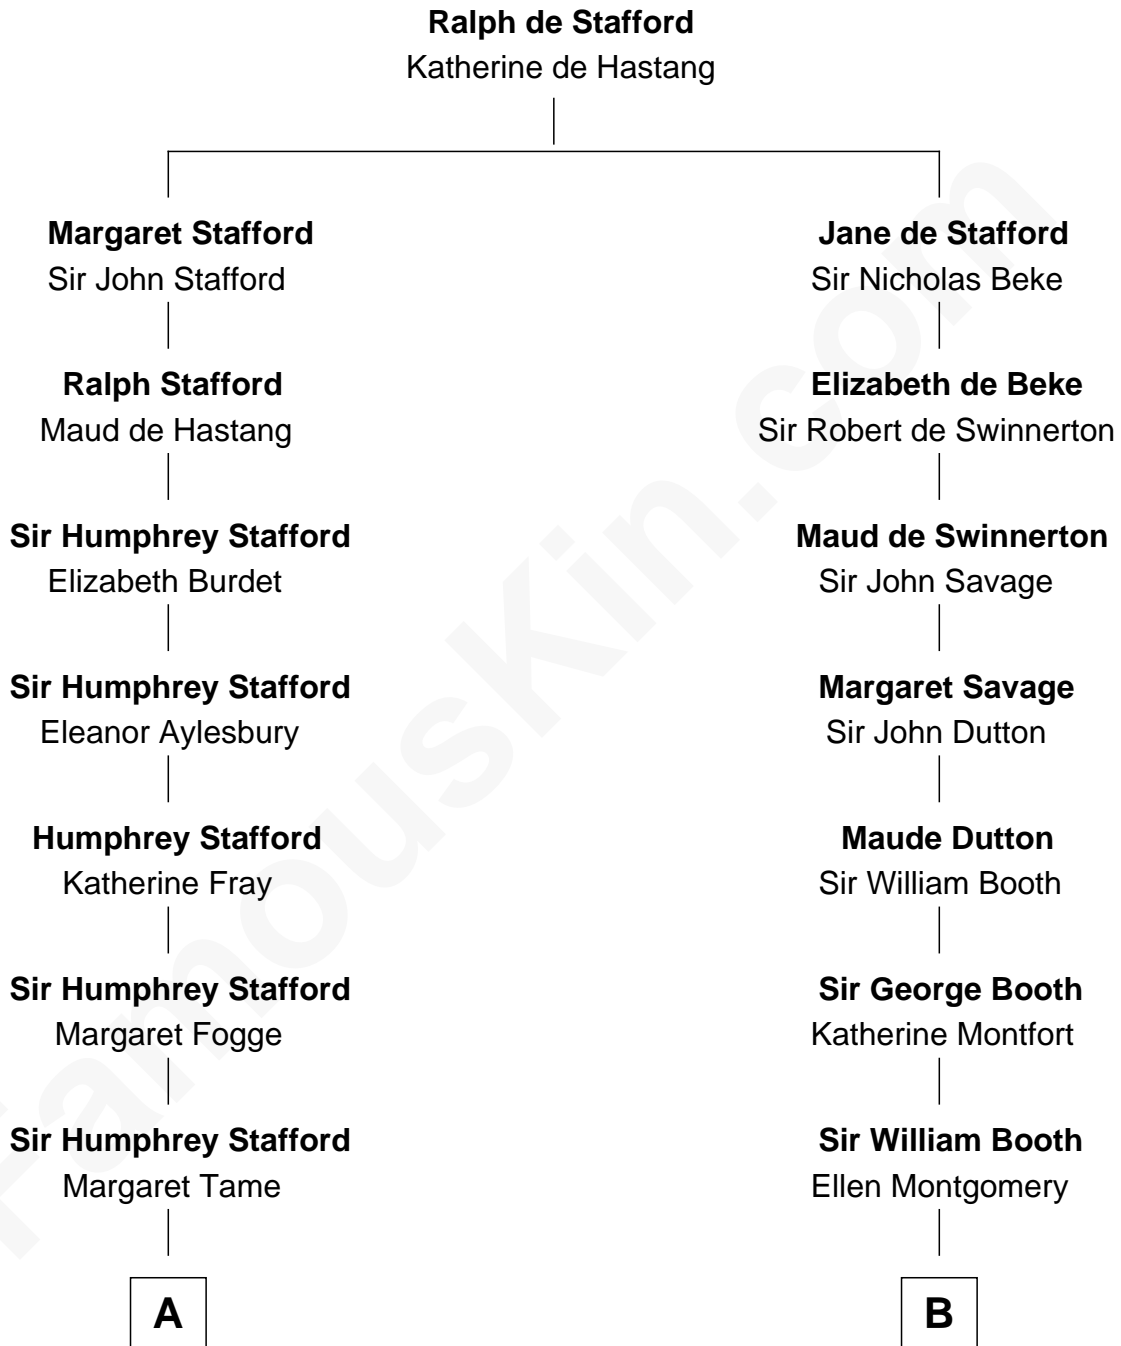 Ralph de Stafford
Katherine de Hastang
Margaret Stafford
Sir John Stafford
Jane de Stafford
Sir Nicholas Beke
Ralph Stafford
Maud de Hastang
Elizabeth de Beke
Sir Robert de Swinnerton
Sir Humphrey Stafford
Elizabeth Burdet
Maud de Swinnerton
Sir John Savage
Sir Humphrey Stafford
Eleanor Aylesbury
Margaret Savage
Sir John Dutton
Humphrey Stafford
Katherine Fray
Maude Dutton
Sir William Booth
Sir Humphrey Stafford
Margaret Fogge
Sir George Booth
Katherine Montfort
Sir Humphrey Stafford
Margaret Tame
Sir William Booth
Ellen Montgomery
A
B
FamousKin.com